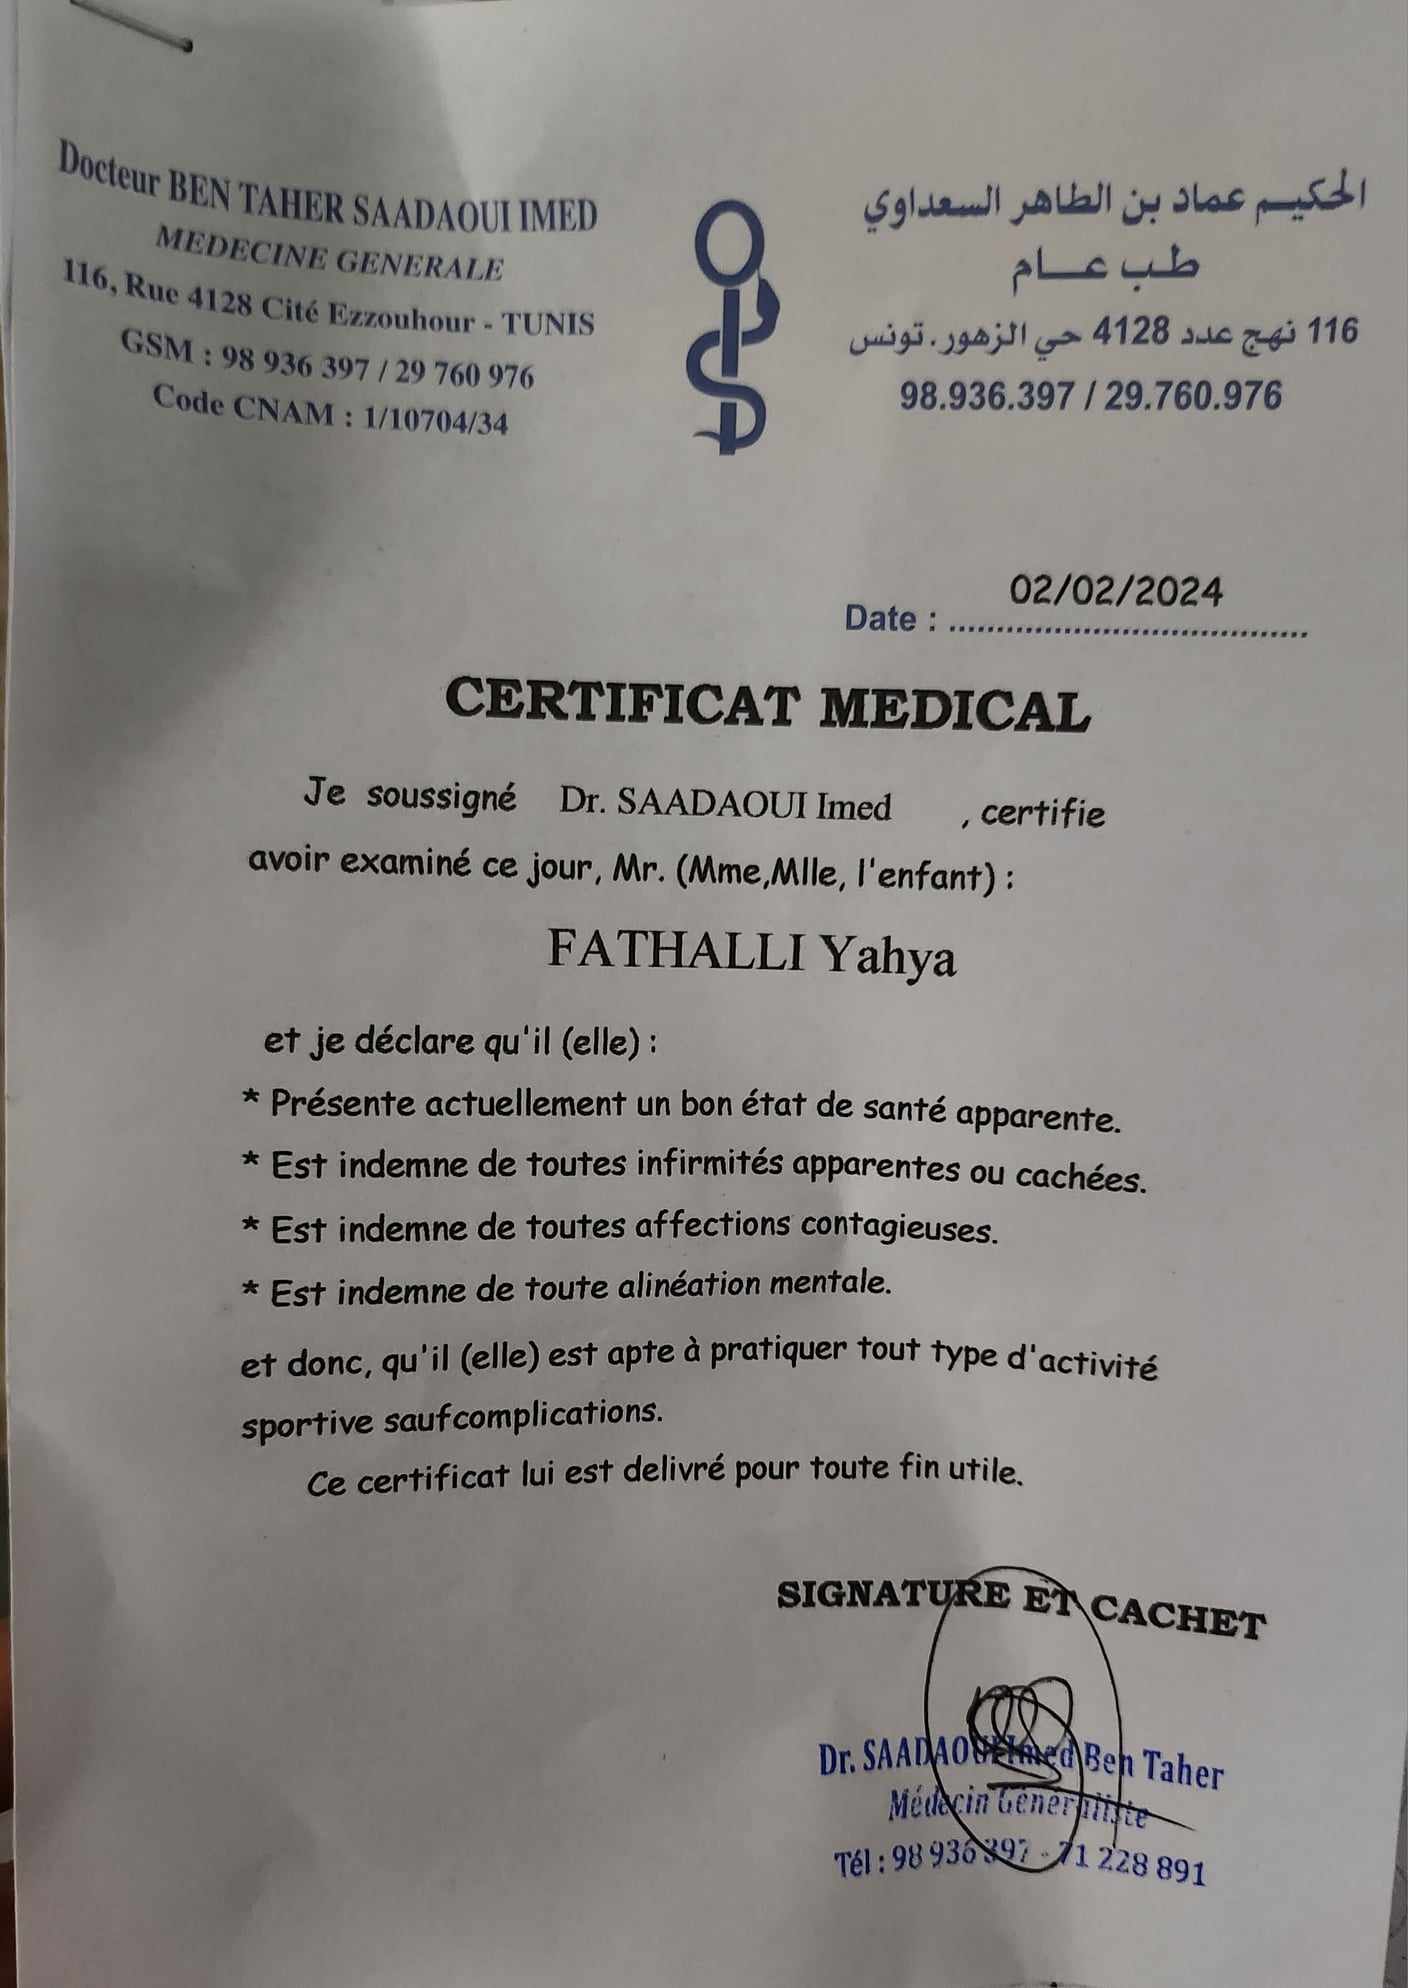 Docteur BEN TAHER SAADAOUI IMED
MEDECINE GENERALE
116, Rue 4128 Cité Ezzouhour - TUNIS
GSM : 98 936 397 / 29 760 976
Code CNAM : 1/10704/34
الحكيم عماد بن الطاهر السعداوي
طب عام
116 نهج عدد 4128 حي الزهور. تونس
98.936.397 / 29.760.976
02/02/2024
Date : ......................................
CERTIFICAT MEDICAL
Je soussigné Dr. SAADAOUI Imed , certifie
avoir examiné ce jour, Mr. (Mme,Mlle, l'enfant) :
FATHALLI Yahya
et je déclare qu'il (elle) :
* Présente actuellement un bon état de santé apparente.
* Est indemne de toutes infirmités apparentes ou cachées.
* Est indemne de toutes affections contagieuses.
* Est indemne de toute alinéation mentale.
et donc, qu'il (elle) est apte à pratiquer tout type d'activité
sportive saufcomplications.
Ce certificat lui est delivré pour toute fin utile.
SIGNATURE ET CACHET
Dr. SAADAOUI Imed Ben Taher
Médecin Généraliste
Tél : 98 936 397 - 71 228 891